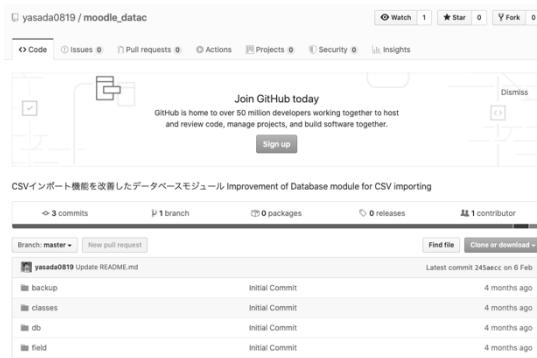 yasada0819 / moodle_datac
Watch 1 Star 0 Fork 0
Code Issues 0 Pull requests 0 Actions Projects 0 Security 0 Insights
Join GitHub today
Dismiss
GitHub is home to over 50 million developers working together to host
and review code, manage projects, and build software together.
Sign up
CSVインポート機能を改善したデータベースモジュール Improvement of Database module for CSV importing
3 commits 1 branch 0 packages 0 releases 1 contributor
Branch: master New pull request Find file Clone or download
yasada0819 Update README.md Latest commit 245aecc on 6 Feb
backup Initial Commit 4 months ago
classes Initial Commit 4 months ago
db Initial Commit 4 months ago
field Initial Commit 4 months ago